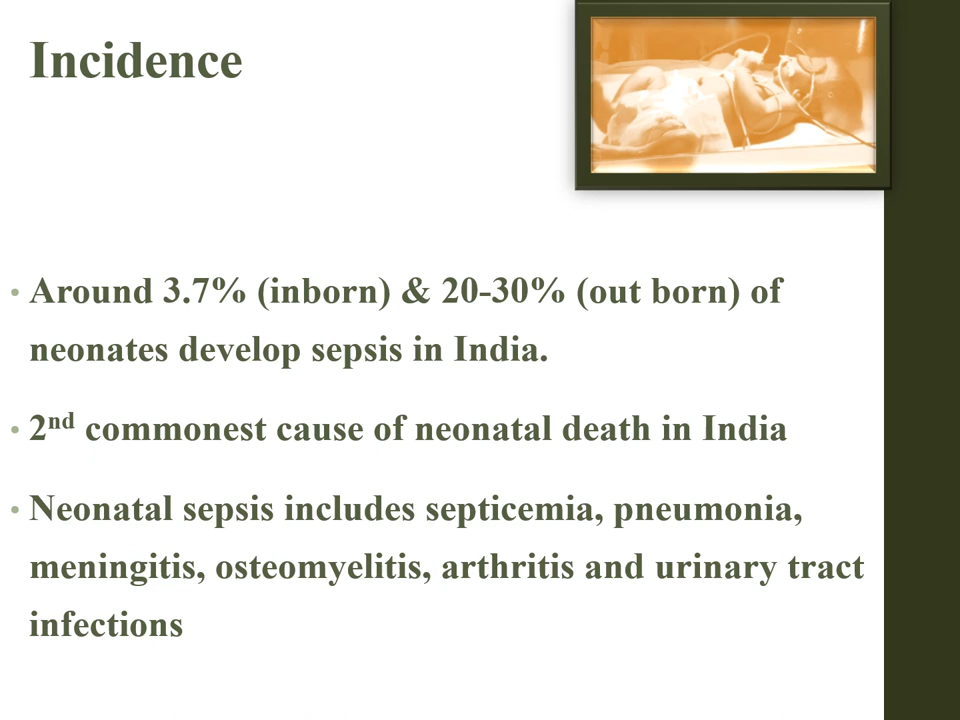 Incidence
• Around 3.7% (inborn) & 20-30% (out born) of
neonates develop sepsis in India.
• 2nd commonest cause of neonatal death in India
• Neonatal sepsis includes septicemia, pneumonia,
meningitis, osteomyelitis, arthritis and urinary tract
infections